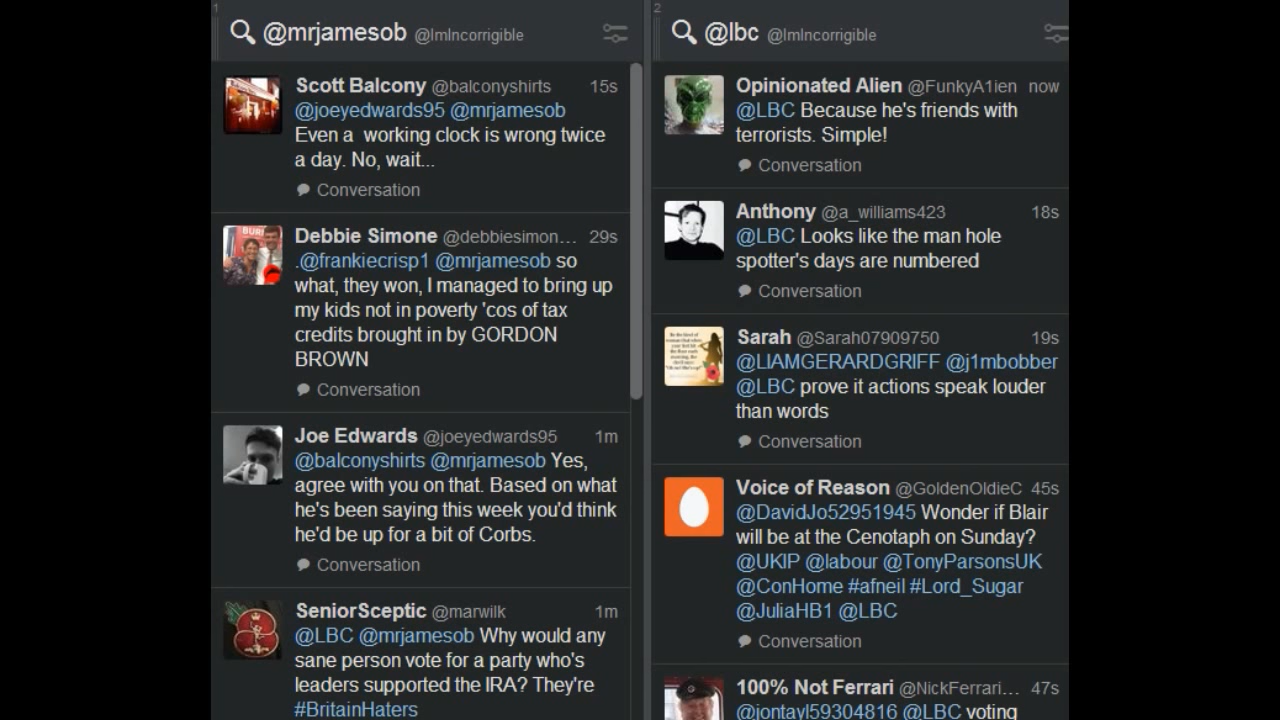 1
@mrjamesob @ImIncorrigible
Scott Balcony @balconyshirts 15s
@joeyedwards95 @mrjamesob
Even a working clock is wrong twice
a day. No, wait...
Conversation
Debbie Simone @debbiesimon... 29s
.@frankiecrisp1 @mrjamesob so
what, they won, I managed to bring up
my kids not in poverty 'cos of tax
credits brought in by GORDON
BROWN
Conversation
Joe Edwards @joeyedwards95 1m
@balconyshirts @mrjamesob Yes,
agree with you on that. Based on what
he's been saying this week you'd think
he'd be up for a bit of Corbs.
Conversation
SeniorSceptic @marwilk 1m
@LBC @mrjamesob Why would any
sane person vote for a party who's
leaders supported the IRA? They're
#BritainHaters
2
@lbc @ImIncorrigible
Opinionated Alien @FunkyA1ien now
@LBC Because he's friends with
terrorists. Simple!
Conversation
Anthony @a_williams423 18s
@LBC Looks like the man hole
spotter's days are numbered
Conversation
Sarah @Sarah07909750 19s
@LIAMGERARDGRIFF @j1mbobber
@LBC prove it actions speak louder
than words
Conversation
Voice of Reason @GoldenOldieC 45s
@DavidJo52951945 Wonder if Blair
will be at the Cenotaph on Sunday?
@UKIP @labour @TonyParsonsUK
@ConHome #afneil #Lord_Sugar
@JuliaHB1 @LBC
Conversation
100% Not Ferrari @NickFerrari... 47s
@jontayl59304816 @LBC voting